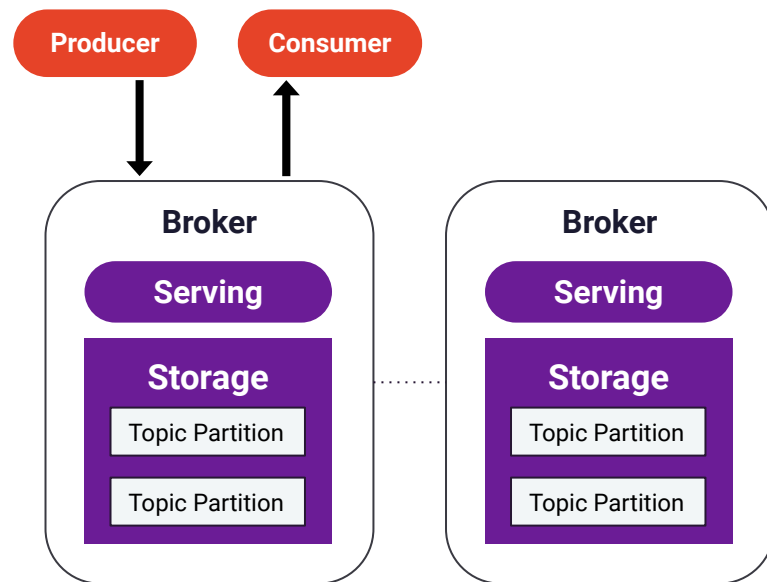 Producer
Consumer
Broker
Serving
Storage
Topic Partition
Topic Partition
Broker
Serving
Storage
Topic Partition
Topic Partition